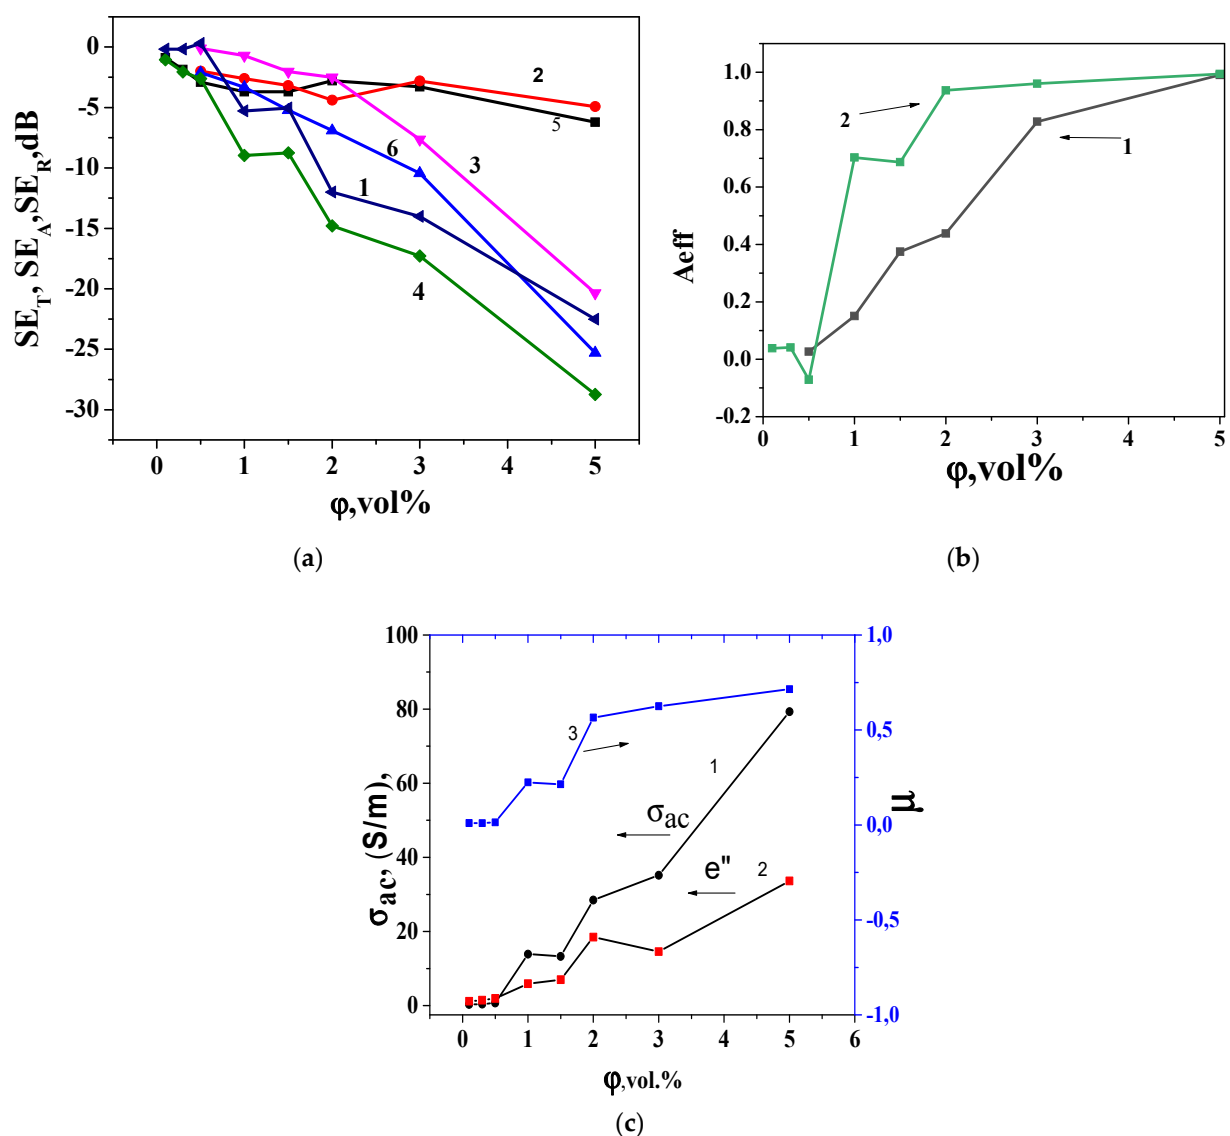 SE_T, SE_A,SE_R,dB
0
-5
-10
-15
-20
-25
-30
2
5
6
3
1
4
0 1 2 3 4 5
φ,vol%
(a)
Aeff
1.0
0.8
0.6
0.4
0.2
0.0
-0.2
2
1
0 1 2 3 4 5
φ,vol%
(b)
σac, (S/m),
100
80
60
40
20
0
1,0
0,5
0,0
-0,5
-1,0
μ
3
1
σac
e"
2
0 1 2 3 4 5 6
φ,vol.%
(c)